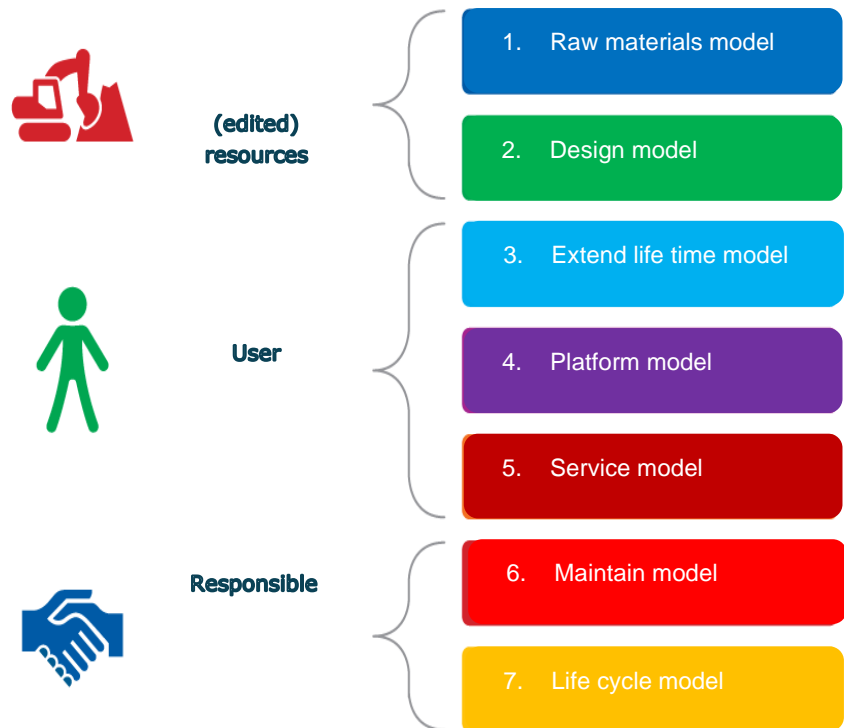 1. Raw materials model
(edited)
resources
2. Design model
3. Extend life time model
User
4. Platform model
5. Service model
Responsible
6. Maintain model
7. Life cycle model